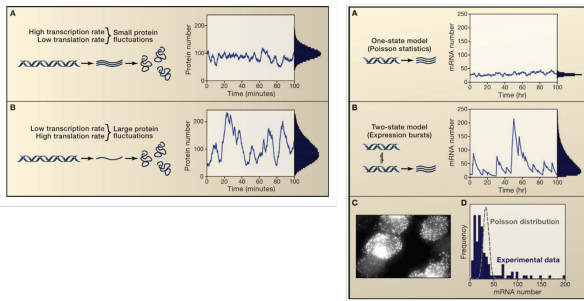 A
High transcription rate
Low translation rate
Small protein
fluctuations
Protein number
200
100
0
0 20 40 60 80 100
Time (minutes)
B
Low transcription rate
High translation rate
Large protein
fluctuations
Protein number
200
100
0
0 20 40 60 80 100
Time (minutes)
A
One-state model
(Poisson statistics)
mRNA number
250
200
150
100
50
0
0 20 40 60 80 100
Time (hr)
B
Two-state model
(Expression bursts)
mRNA number
250
200
150
100
50
0
0 20 40 60 80 100
Time (hr)
C
D
Frequency
Poisson distribution
Experimental data
0 50 100 150 200
mRNA number